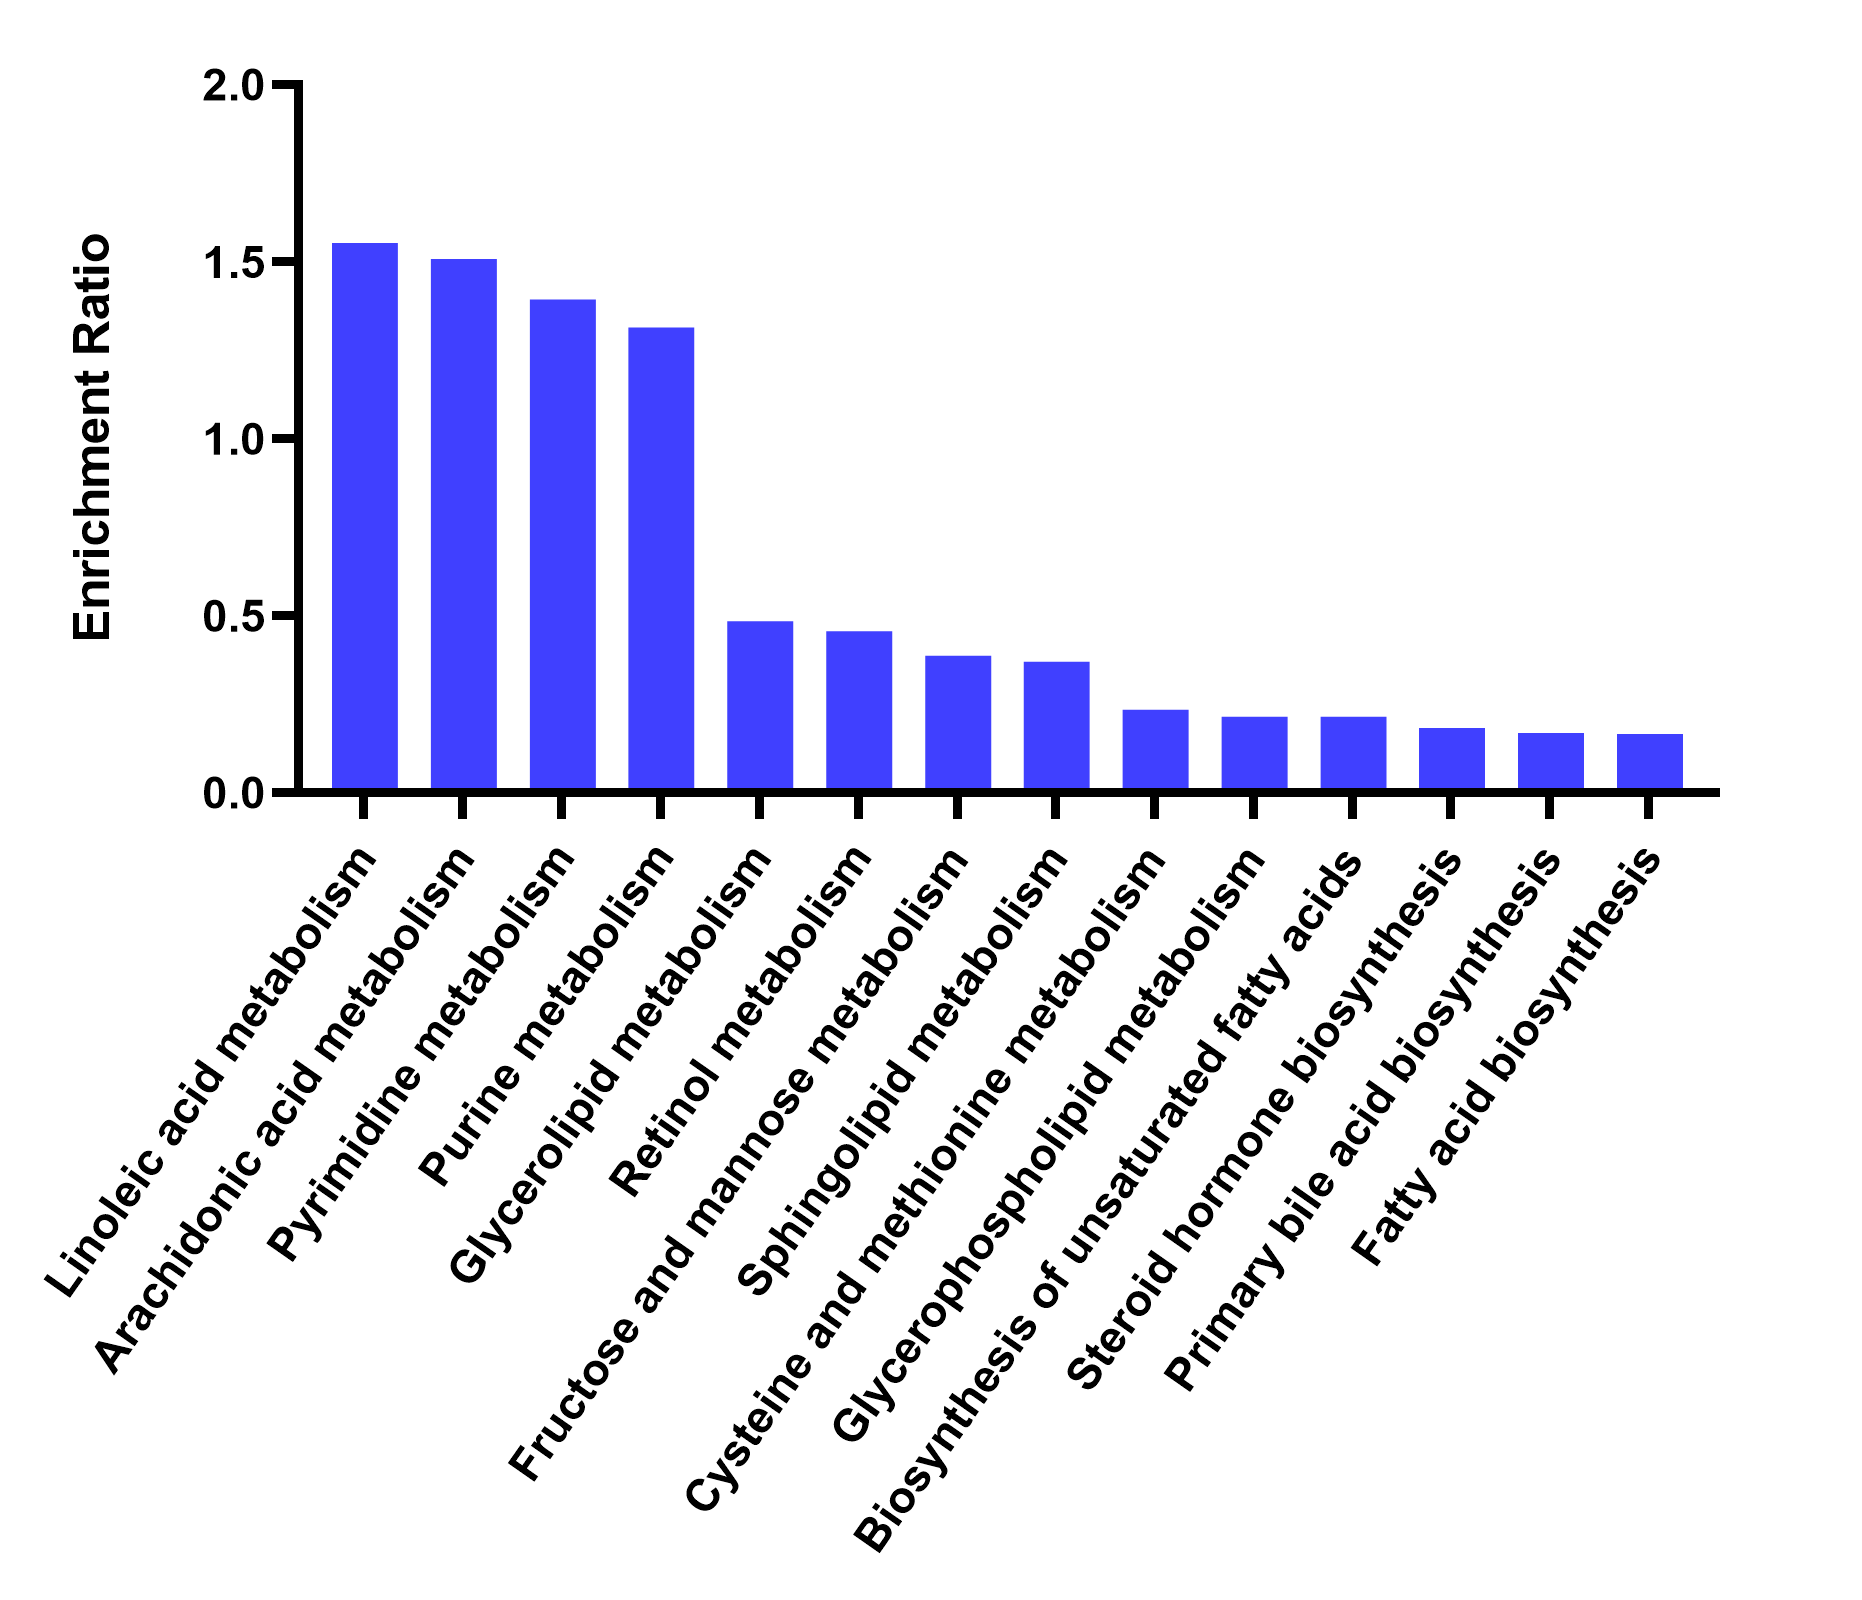 Enrichment Ratio
2.0
1.5
1.0
0.5
0.0
Linoleic acid metabolism
Arachidonic acid metabolism
Pyrimidine metabolism
Purine metabolism
Glycerolipid metabolism
Retinol metabolism
Fructose and mannose metabolism
Sphingolipid metabolism
Cysteine and methionine metabolism
Glycerophospholipid metabolism
Biosynthesis of unsaturated fatty acids
Steroid hormone biosynthesis
Primary bile acid biosynthesis
Fatty acid biosynthesis